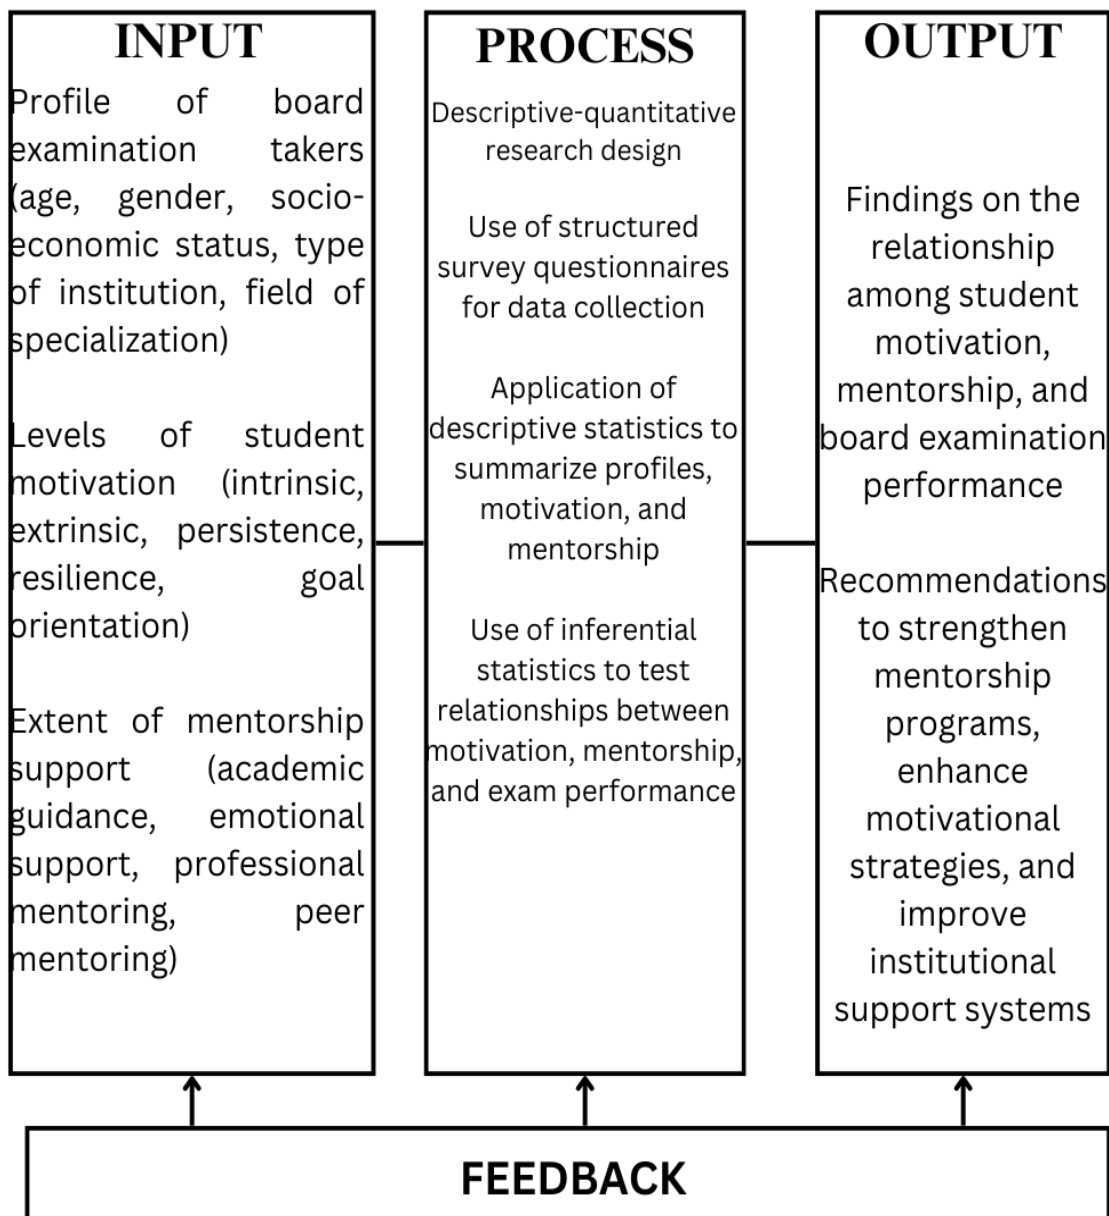 INPUT
Profile of board
examination takers
(age, gender, socio-
economic status, type
of institution, field of
specialization)
Levels of student
motivation (intrinsic,
extrinsic, persistence,
resilience, goal
orientation)
Extent of mentorship
support (academic
guidance, emotional
support, professional
mentoring, peer
mentoring)
PROCESS
Descriptive-quantitative
research design
Use of structured
survey questionnaires
for data collection
Application of
descriptive statistics to
summarize profiles,
motivation, and
mentorship
Use of inferential
statistics to test
relationships between
motivation, mentorship,
and exam performance
OUTPUT
Findings on the
relationship
among student
motivation,
mentorship, and
board examination
performance
Recommendations
to strengthen
mentorship
programs,
enhance
motivational
strategies, and
improve
institutional
support systems
FEEDBACK